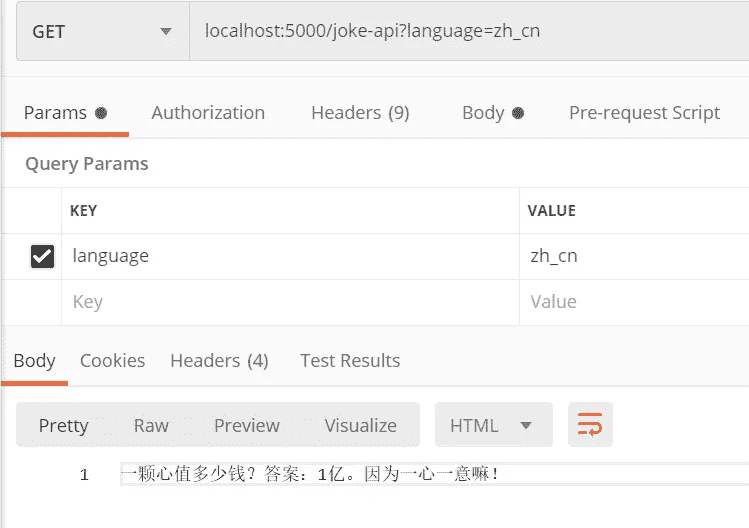 GET localhost:5000/joke-api?language=zh_cn
Params Authorization Headers (9) Body Pre-request Script
Query Params
KEY VALUE
language zh_cn
Key Value
Body Cookies Headers (4) Test Results
Pretty Raw Preview Visualize HTML
1 一颗心值多少钱？答案：1亿。因为一心一意嘛！